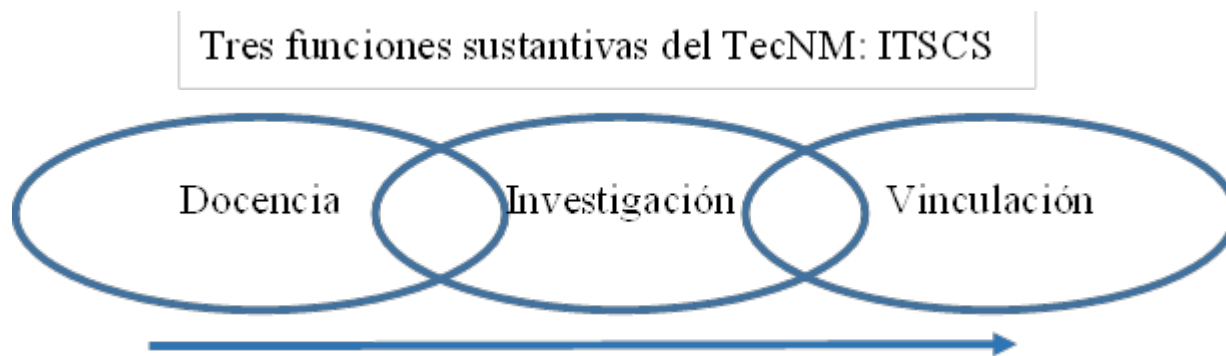 Tres funciones sustantivas del TecNM: ITSCS
Docencia
Investigación
Vinculación